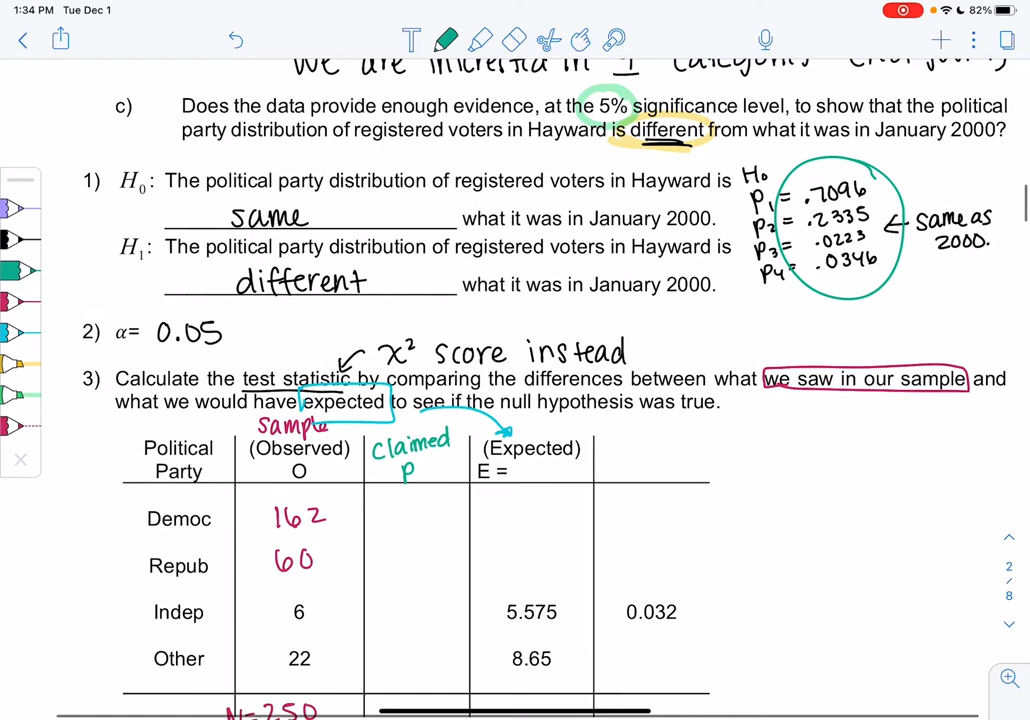 1:34 PM Tue Dec 1
82%
T
We are in
c) Does the data provide enough evidence, at the 5% significance level, to show that the political
party distribution of registered voters in Hayward is different from what it was in January 2000?
1) H₀: The political party distribution of registered voters in Hayward is
same what it was in January 2000.
H₁: The political party distribution of registered voters in Hayward is
different what it was in January 2000.
H₀
P₁ = .7096
P₂ = .2335
P₃ = .0223
P₄ = .0346
← same as
2000.
2) α= 0.05
x² score instead
3) Calculate the test statistic by comparing the differences between what we saw in our sample and
what we would have expected to see if the null hypothesis was true.
sample
Political (Observed) claimed (Expected)
Party O p E =
Democ 162
Repub 60
Indep 6 5.575 0.032
Other 22 8.65
N=250
2
/
8